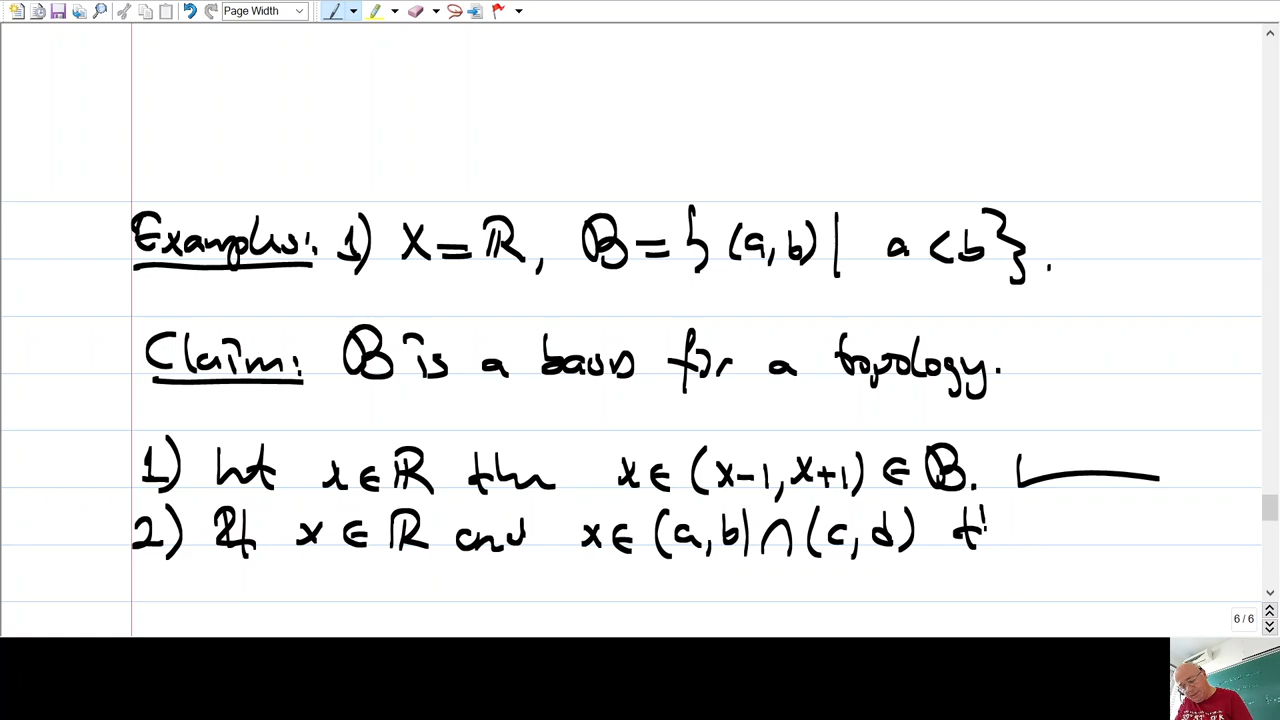 Page Width
Examples: 1) X = ℝ, 𝔹 = { (a, b) | a < b }.
Claim: 𝔹 is a basis for a topology.
1) let x ∈ ℝ then x ∈ (x-1, x+1) ∈ 𝔹.
2) If x ∈ ℝ and x ∈ (a, b) ∩ (c, d) th
6 / 6